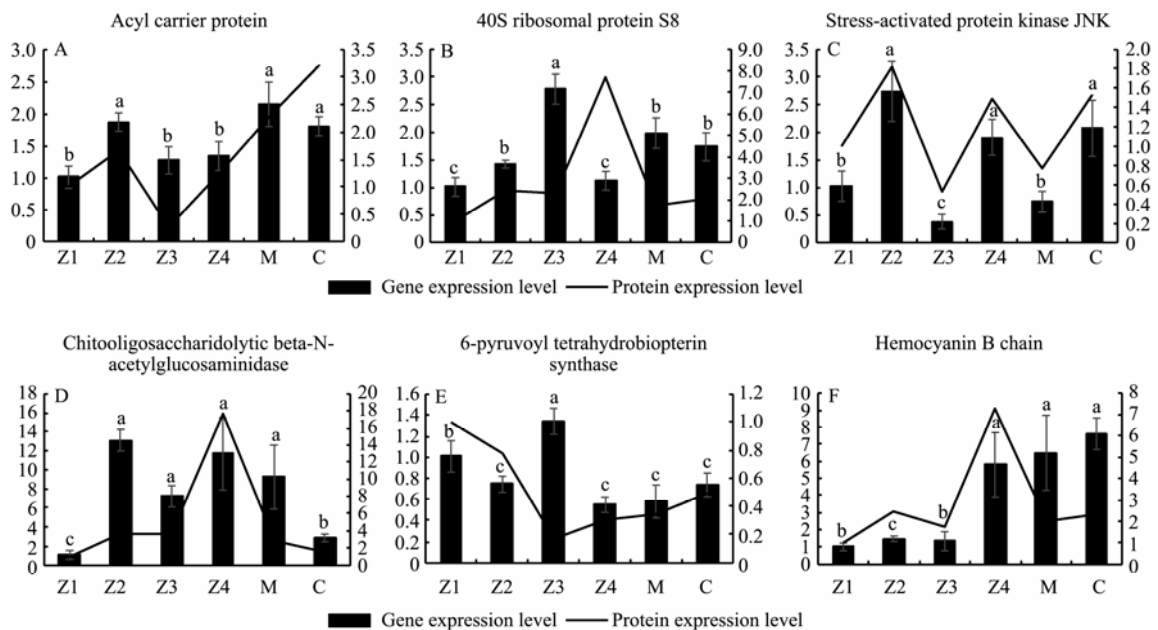 Acyl carrier protein
40S ribosomal protein S8
Stress-activated protein kinase JNK
A
3.0
2.5
2.0
1.5
1.0
0.5
0
3.5
3.0
2.5
2.0
1.5
1.0
0.5
0
b
a
b
b
a
a
Z1 Z2 Z3 Z4 M C
B
3.5
3.0
2.5
2.0
1.5
1.0
0.5
0
9.0
8.0
7.0
6.0
5.0
4.0
3.0
2.0
1.0
0
c
b
a
c
b
b
Z1 Z2 Z3 Z4 M C
C
3.5
3.0
2.5
2.0
1.5
1.0
0.5
0
2.0
1.8
1.6
1.4
1.2
1.0
0.8
0.6
0.4
0.2
0
b
a
c
a
b
a
Z1 Z2 Z3 Z4 M C
Gene expression level Protein expression level
Chitooligosaccharidolytic beta-N-
acetylglucosaminidase
6-pyruvoyl tetrahydrobiopterin
synthase
Hemocyanin B chain
D
18
16
14
12
10
8
6
4
2
0
20
18
16
14
12
10
8
6
4
2
0
c
a
a
a
a
b
Z1 Z2 Z3 Z4 M C
E
1.6
1.4
1.2
1.0
0.8
0.6
0.4
0.2
0
1.2
1.0
0.8
0.6
0.4
0.2
0
b
c
a
c
c
c
Z1 Z2 Z3 Z4 M C
F
10
9
8
7
6
5
4
3
2
1
0
8
7
6
5
4
3
2
1
0
b
c
b
a
a
a
Z1 Z2 Z3 Z4 M C
Gene expression level Protein expression level